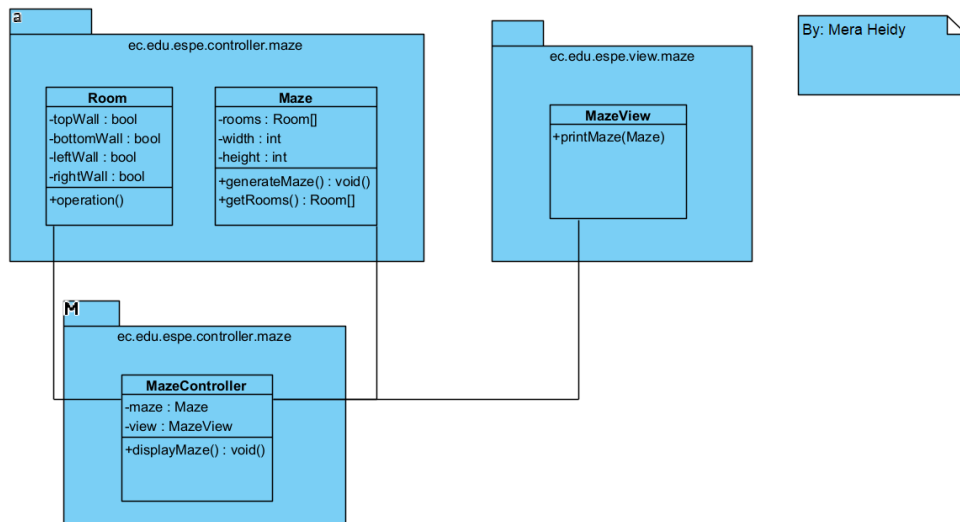 a
ec.edu.espe.controller.maze
Room
-topWall : bool
-bottomWall : bool
-leftWall : bool
-rightWall : bool
+operation()
Maze
-rooms : Room[]
-width : int
-height : int
+generateMaze() : void()
+getRooms() : Room[]
ec.edu.espe.view.maze
MazeView
+printMaze(Maze)
By: Mera Heidy
M
ec.edu.espe.controller.maze
MazeController
-maze : Maze
-view : MazeView
+displayMaze() : void()